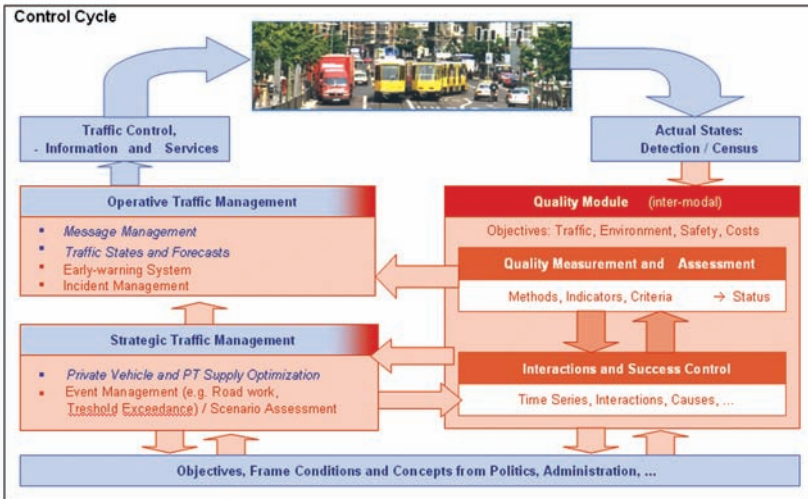 Control Cycle
Traffic Control,
- Information and Services
Actual States:
Detection / Census
Operative Traffic Management
Message Management
Traffic States and Forecasts
Early-warning System
Incident Management
Quality Module (inter-modal)
Objectives: Traffic, Environment, Safety, Costs
Quality Measurement and Assessment
Methods, Indicators, Criteria → Status
Strategic Traffic Management
Private Vehicle and PT Supply Optimization
Event Management (e.g. Road work,
Treshold Exceedance) / Scenario Assessment
Interactions and Success Control
Time Series, Interactions, Causes, ...
Objectives, Frame Conditions and Concepts from Politics, Administration, ...